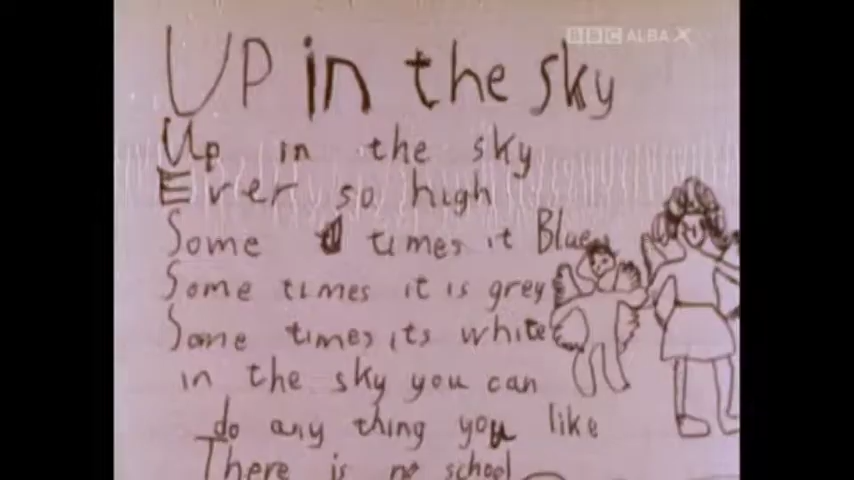 BBC ALBA
UP in the sky
Up in the sky
Ever so high
Some times it Blue
Some times it is grey
Some times its white
in the sky you can
do any thing you like
There is no school